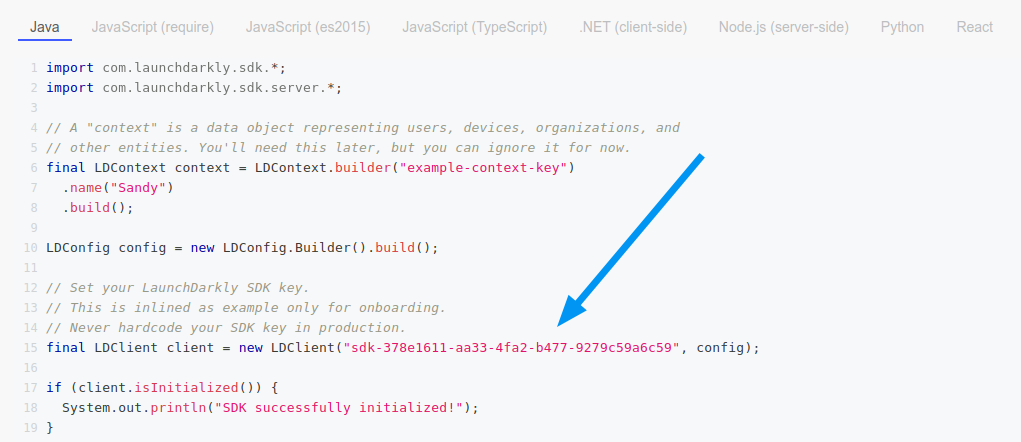 Java JavaScript (require) JavaScript (es2015) JavaScript (TypeScript) .NET (client-side) Node.js (server-side) Python React
1 import com.launchdarkly.sdk.*;
2 import com.launchdarkly.sdk.server.*;
3
4 // A "context" is a data object representing users, devices, organizations, and
5 // other entities. You'll need this later, but you can ignore it for now.
6 final LDContext context = LDContext.builder("example-context-key")
7   .name("Sandy")
8   .build();
9
10 LDConfig config = new LDConfig.Builder().build();
11
12 // Set your LaunchDarkly SDK key.
13 // This is inlined as example only for onboarding.
14 // Never hardcode your SDK key in production.
15 final LDClient client = new LDClient("sdk-378e1611-aa33-4fa2-b477-9279c59a6c59", config);
16
17 if (client.isInitialized()) {
18   System.out.println("SDK successfully initialized!");
19 }